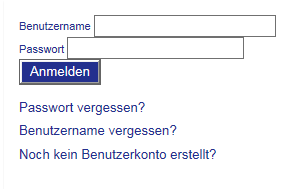 Benutzername
Passwort
Anmelden
Passwort vergessen?
Benutzername vergessen?
Noch kein Benutzerkonto erstellt?